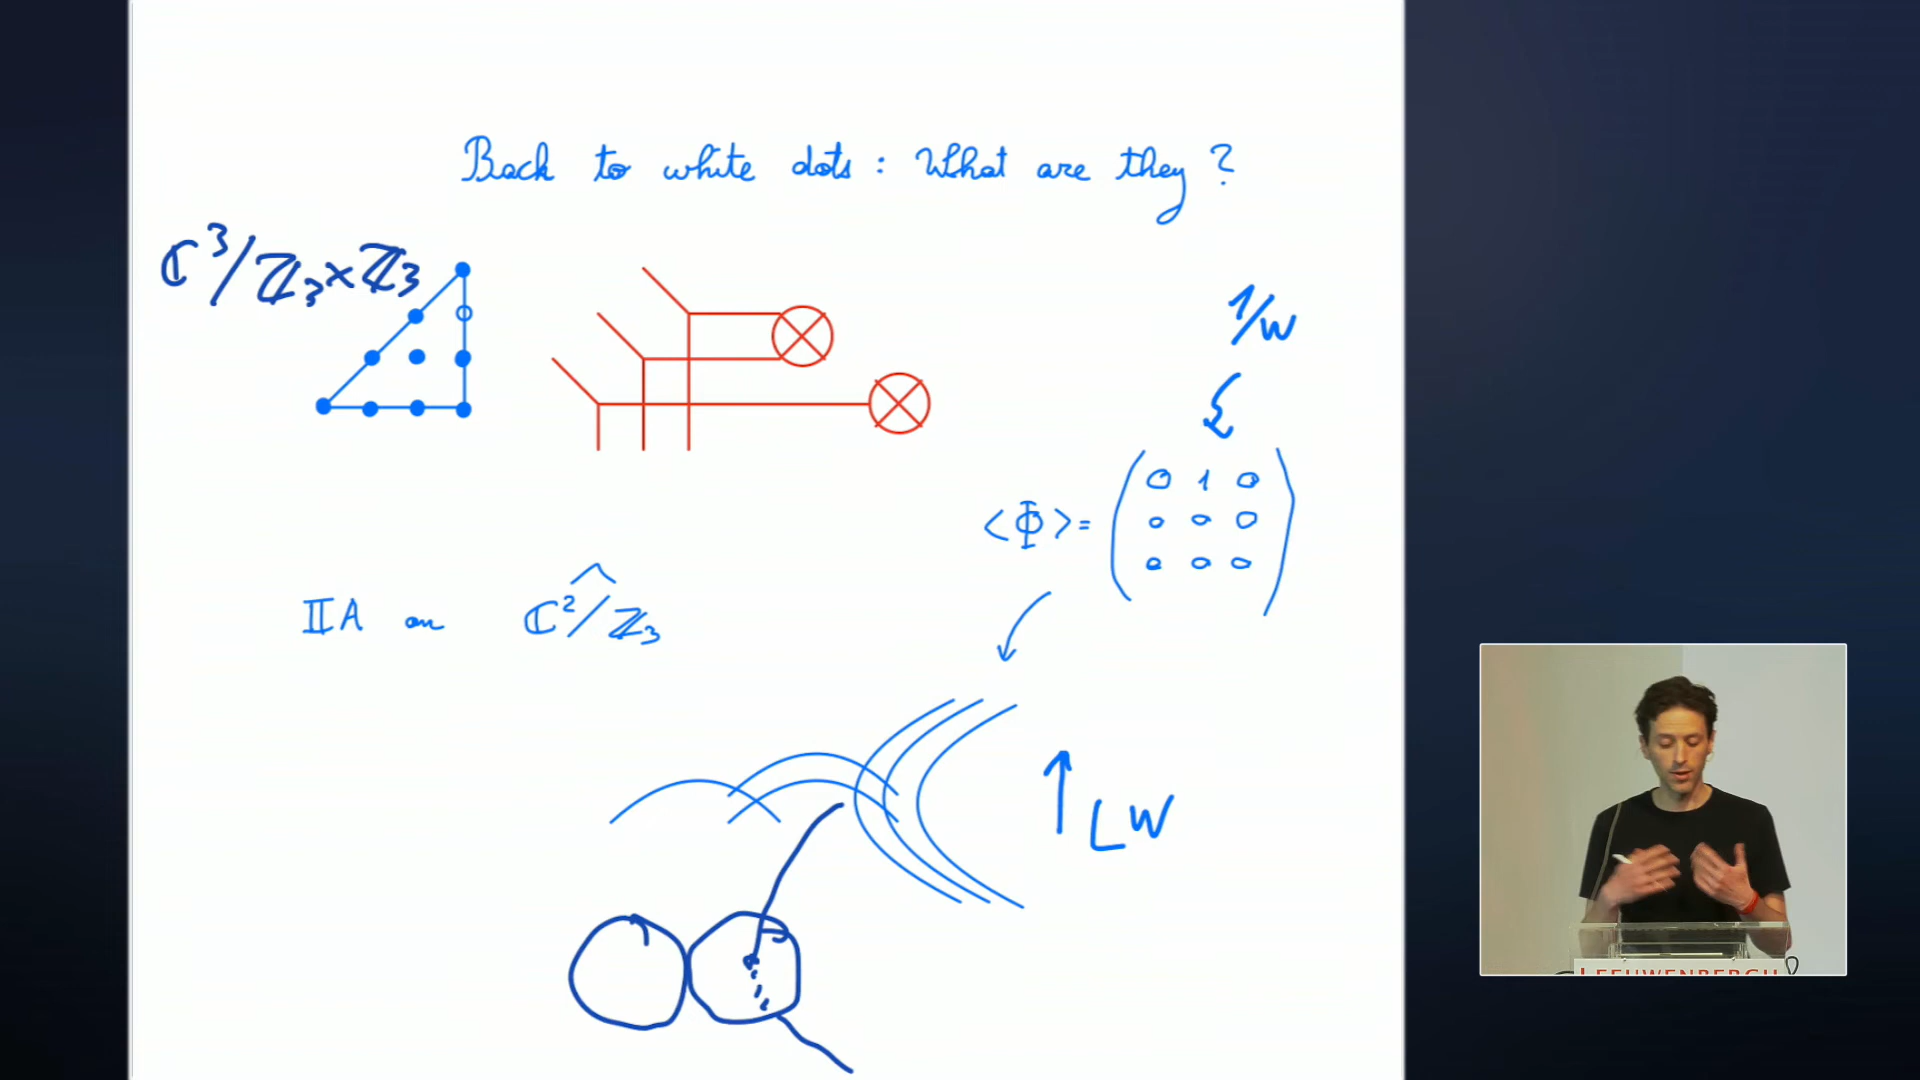 Back to white dots : What are they ?
ℂ³/ℤ₃×ℤ₃
1/w
<Φ> = ( 0 1 0
0 0 0
0 0 0 )
IIA on ℂ²/ℤ₃
LW
LEEUWENBERGH